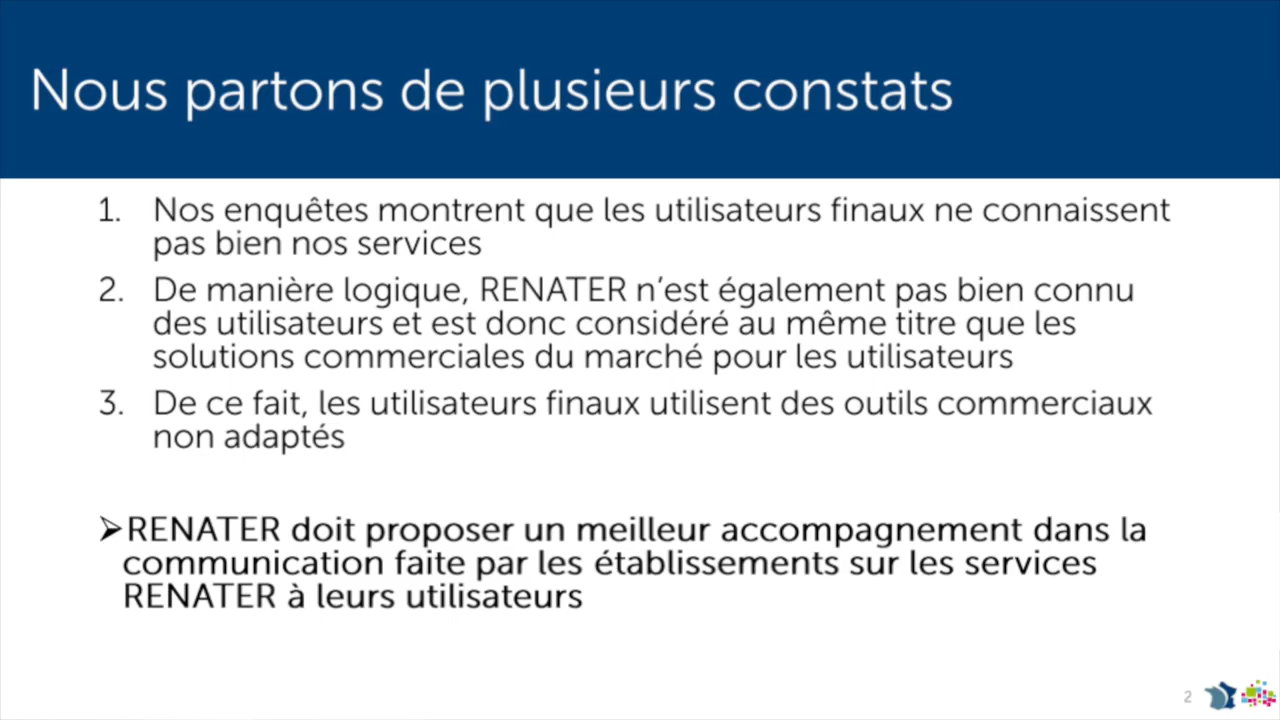 Nous partons de plusieurs constats
1. Nos enquêtes montrent que les utilisateurs finaux ne connaissent
pas bien nos services
2. De manière logique, RENATER n’est également pas bien connu
des utilisateurs et est donc considéré au même titre que les
solutions commerciales du marché pour les utilisateurs
3. De ce fait, les utilisateurs finaux utilisent des outils commerciaux
non adaptés
➢RENATER doit proposer un meilleur accompagnement dans la
communication faite par les établissements sur les services
RENATER à leurs utilisateurs
2